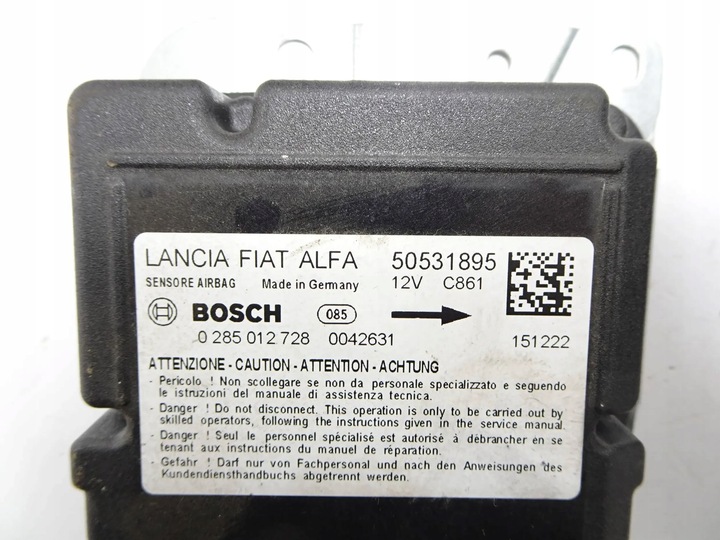 LANCIA FIAT ALFA 50531895
SENSORE AIRBAG Made in Germany 12V C861
BOSCH 085
0 285 012 728 0042631 151222
ATTENZIONE - CAUTION - ATTENTION - ACHTUNG
- Pericolo ! Non scollegare se non da personale specializzato e seguendo
le istruzioni del manuale di assistenza tecnica.
- Danger ! Do not disconnect. This operation is only to be carried out by
skilled operators, following the instructions given in the service manual.
- Danger ! Seul le personnel spécialisé est autorisé à débrancher en se
tenant aux instructions du manuel de réparation.
- Gefahr ! Darf nur von Fachpersonal und nach den Anweisungen des
Kundendiensthandbuchs abgetrennt werden.